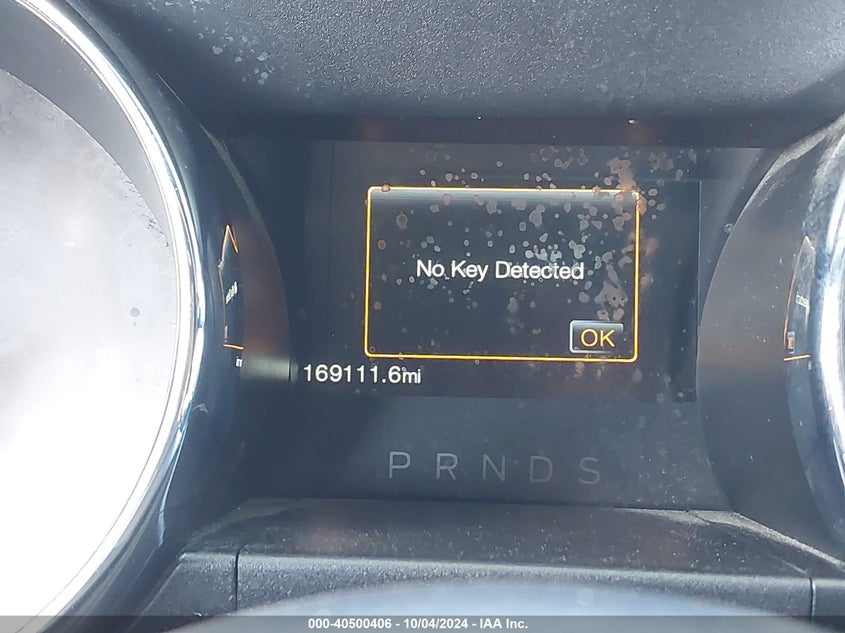 No Key Detected
OK
169111.6mi
P R N D S
000-40500406 - 10/04/2024 - IAA Inc.